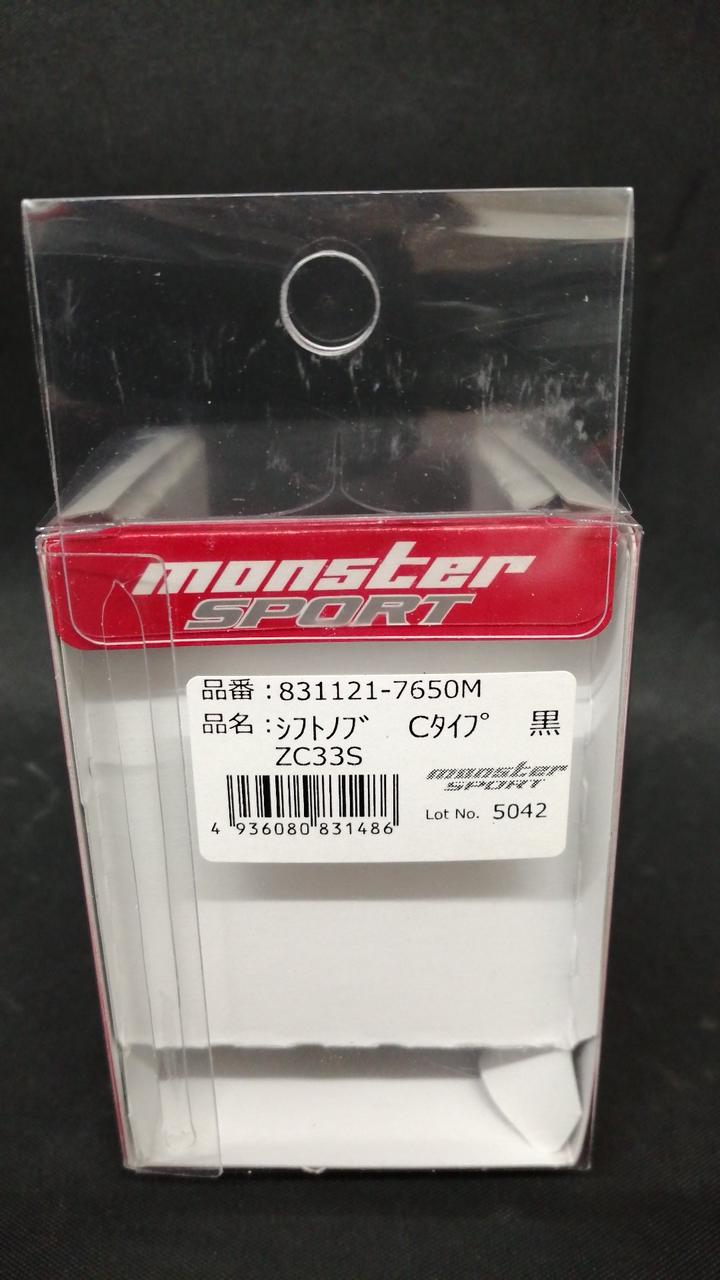 monster
SPORT
品番：831121-7650M
品名：ｼﾌﾄﾉﾌﾞ Cﾀｲﾌﾟ 黒
ZC33S
monster
SPORT
Lot No. 5042
4 936080 831486